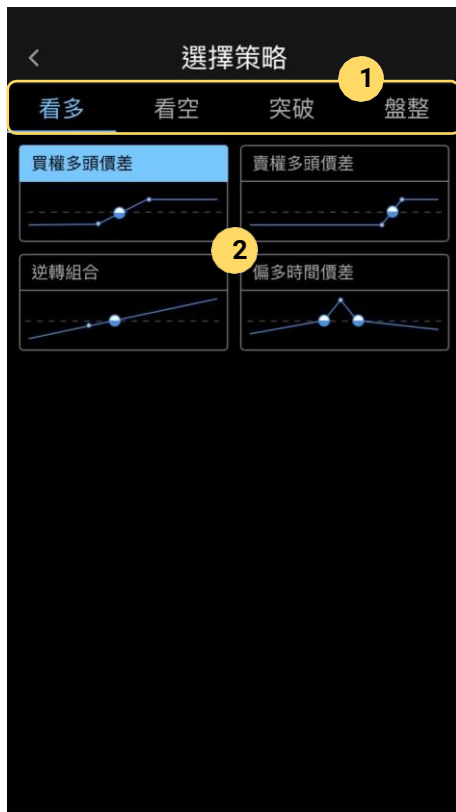 選擇策略
1
看多 看空 突破 盤整
買權多頭價差 賣權多頭價差
2
逆轉組合 偏多時間價差